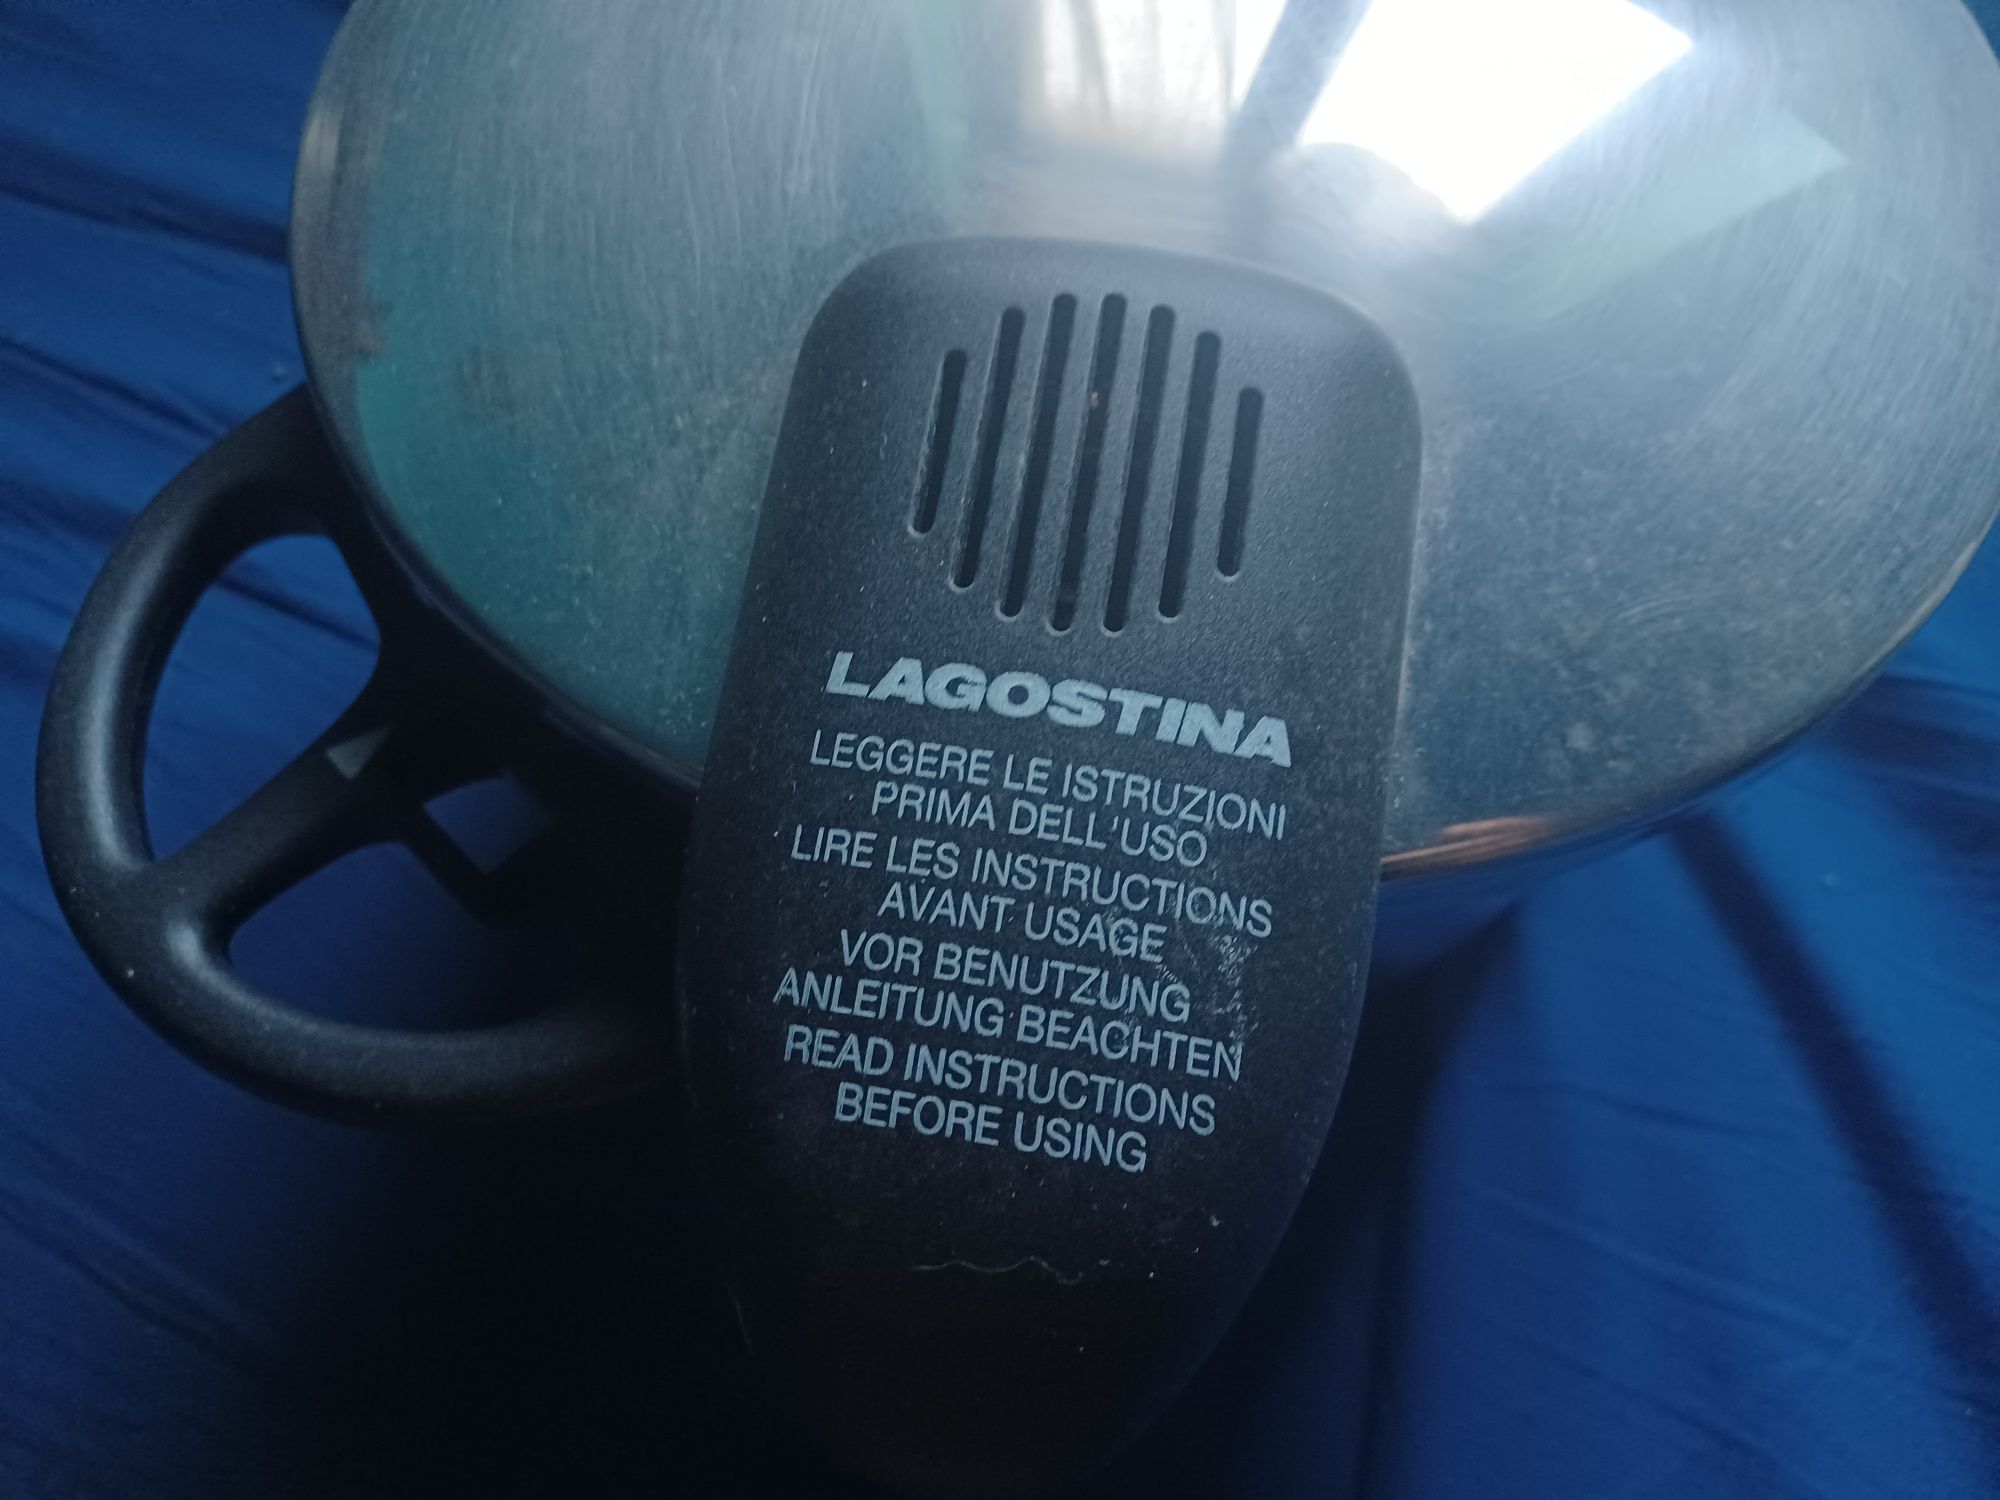 LAGOSTINA
LEGGERE LE ISTRUZIONI
PRIMA DELL'USO
LIRE LES INSTRUCTIONS
AVANT USAGE
VOR BENUTZUNG
ANLEITUNG BEACHTEN
READ INSTRUCTIONS
BEFORE USING